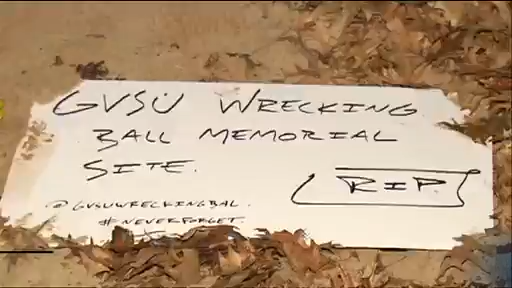 GVSU WRECKING
BALL MEMORIAL
SITE.
RIP.
@GVSUWRECKINGBAL.
#NEVERFORGET.